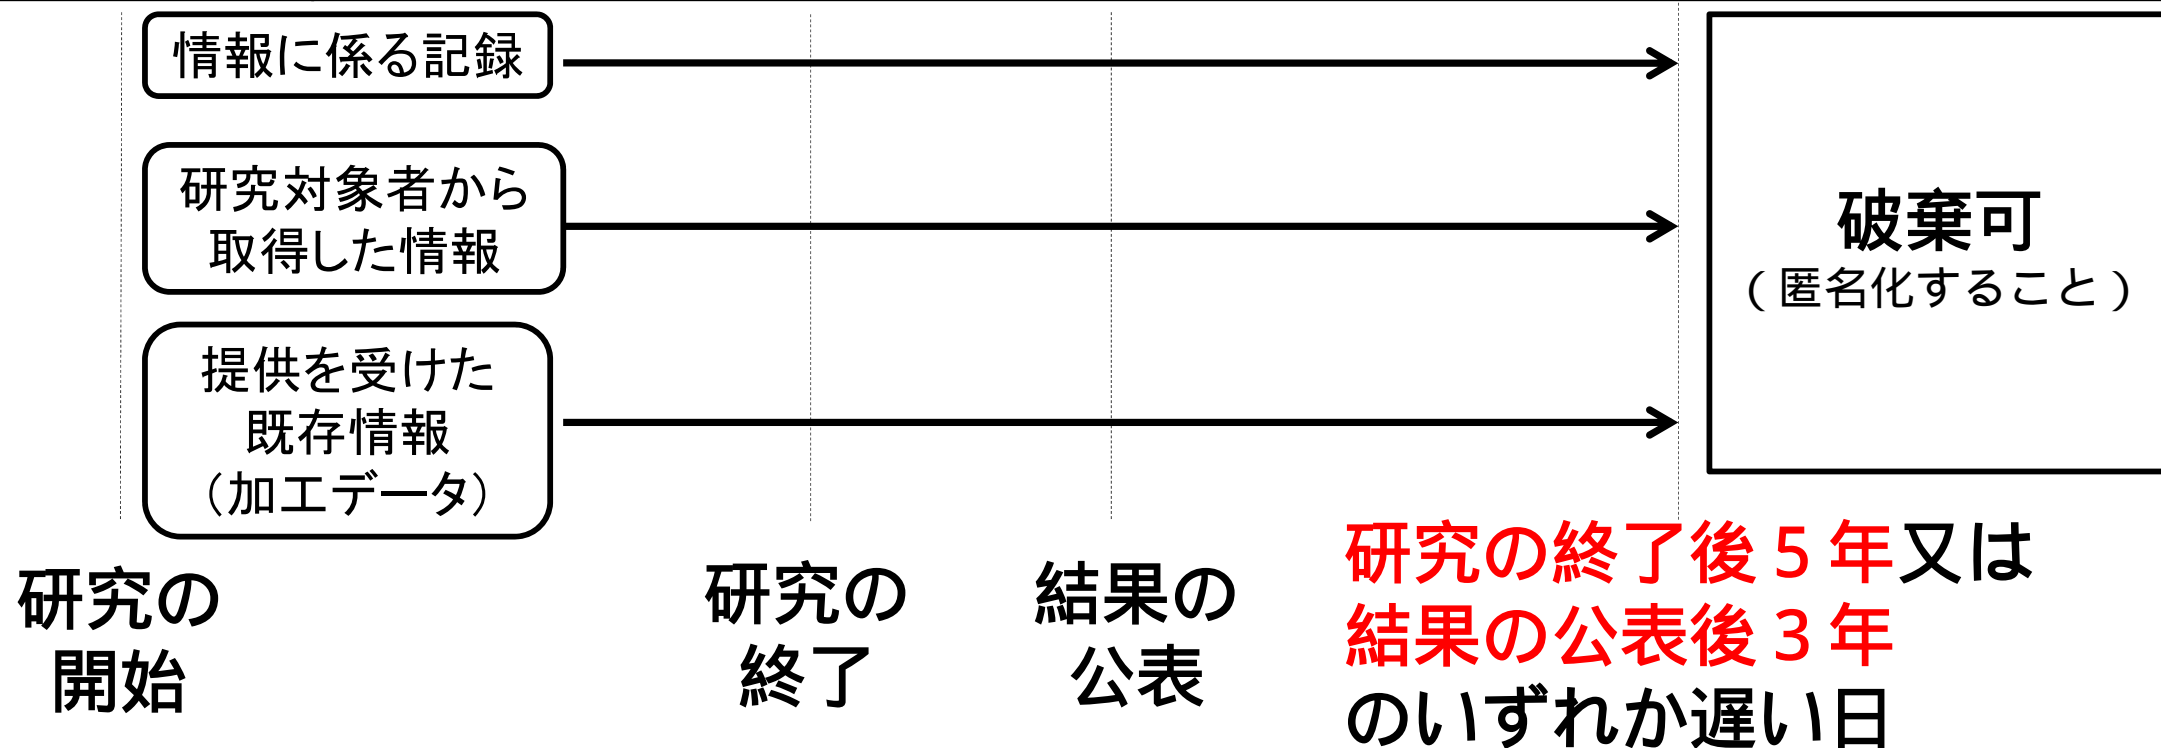 情報に係る記録
研究対象者から
取得した情報
提供を受けた
既存情報
（加工データ）
破棄可
（匿名化すること）
研究の
開始
研究の
終了
結果の
公表
研究の終了後５年又は
結果の公表後３年
のいずれか遅い日